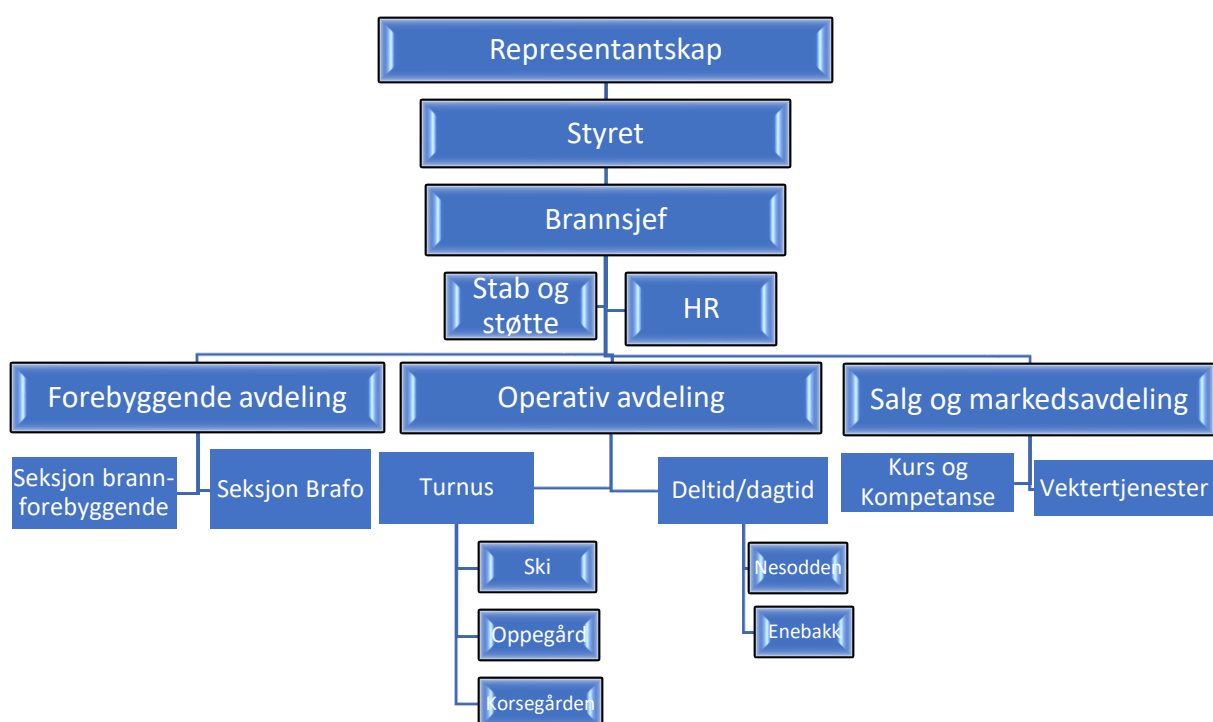 Representantskap
Styret
Brannsjef
Stab og
støtte
HR
Forebyggende avdeling
Operativ avdeling
Salg og markedsavdeling
Seksjon brann-
forebyggende
Seksjon Brafo
Turnus
Deltid/dagtid
Kurs og
Kompetanse
Vektertjenester
Ski
Oppegård
Korsegården
Nesodden
Enebakk